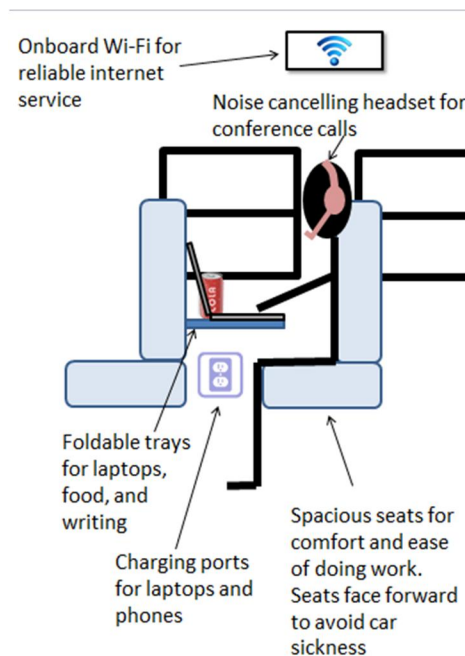 Onboard Wi-Fi for
reliable internet
service
Noise cancelling headset for
conference calls
Foldable trays
for laptops,
food, and
writing
Charging ports
for laptops and
phones
Spacious seats for
comfort and ease
of doing work.
Seats face forward
to avoid car
sickness